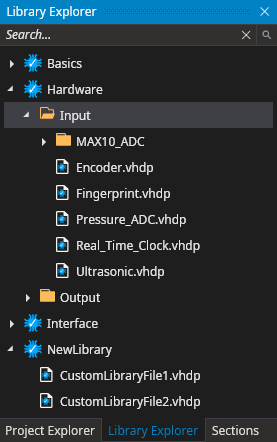 Library Explorer
Search...
Basics
Hardware
Input
MAX10_ADC
Encoder.vhdp
Fingerprint.vhdp
Pressure_ADC.vhdp
Real_Time_Clock.vhdp
Ultrasonic.vhdp
Output
Interface
NewLibrary
CustomLibraryFile1.vhdp
CustomLibraryFile2.vhdp
Project Explorer Library Explorer Sections